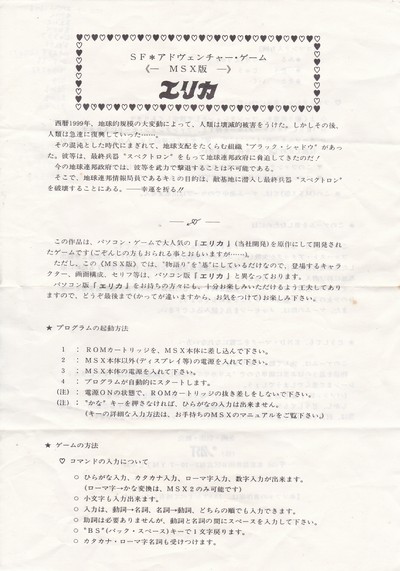 SF＊アドヴェンチャー・ゲーム
《― MSX版 ―》
エリカ
西暦1999年、地球的規模の大変動によって、人類は壊滅的被害をうけた。しかしその後、
人類は急速に復興していった……。
その混沌とした時代にまぎれて、地球支配をたくらむ組織“ブラック・シャドウ”があっ
た。彼等は、最終兵器“スペクトロン”をもって地球連邦政府に脅迫してきたのだ！
今の地球連邦政府では、彼等を武力で撃退することは不可能である。
そこで、地球連邦情報局員であるキミの目的は、敵基地に潜入し最終兵器“スペクトロン”
を破壊することにある。――幸運を祈る!!
この作品は、パソコン・ゲームで大人気の「エリカ」(当社開発)を原作にして開発され
たゲームです(ごぞんじの方もおられる事とおもいますが……)。
ただし、この《MSX版》では、“物語り”を“基”にしているだけなので、登場するキャラ
クター、画面構成、セリフ等は、パソコン版「エリカ」と異なっております。
パソコン版「エリカ」をお持ちの方々にも、十分お楽しみいただけるよう工夫してあり
ますので、どうぞ最後まで(かってが違いますから、お気をつけて)お楽しみ下さい。
★ プログラムの起動方法
1 : ROMカートリッジを、MSX本体に差し込んで下さい。
2 : MSX本体以外(ディスプレイ等)の電源を入れて下さい。
3 : MSX本体の電源を入れて下さい。
4 : プログラムが自動的にスタートします。
(注) : 電源ONの状態で、ROMカートリッジの抜き差しをしないで下さい。
(注) : “かな”キーを押さなければ、ひらがなの入力は出来ません。
(キーの詳細な入力方法は、お手持ちのMSXのマニュアルをご覧下さい。)
★ ゲームの方法
♡ コマンドの入力について
○ ひらがな入力、カタカナ入力、ローマ字入力、数字入力が出来ます。
(ローマ字→かな変換は、MSX2のみ可能です)
○ 小文字も入力出来ます。
○ 入力は、動詞→名詞、名詞→動詞、どちらの順でも入力できます。
○ 助詞は必要ありませんが、動詞と名詞の間にスペースを入力して下さい。
○ “BS”(バック・スペース)キーで1文字戻ります。
○ カタカナ・ローマ字名詞も受けつけます。